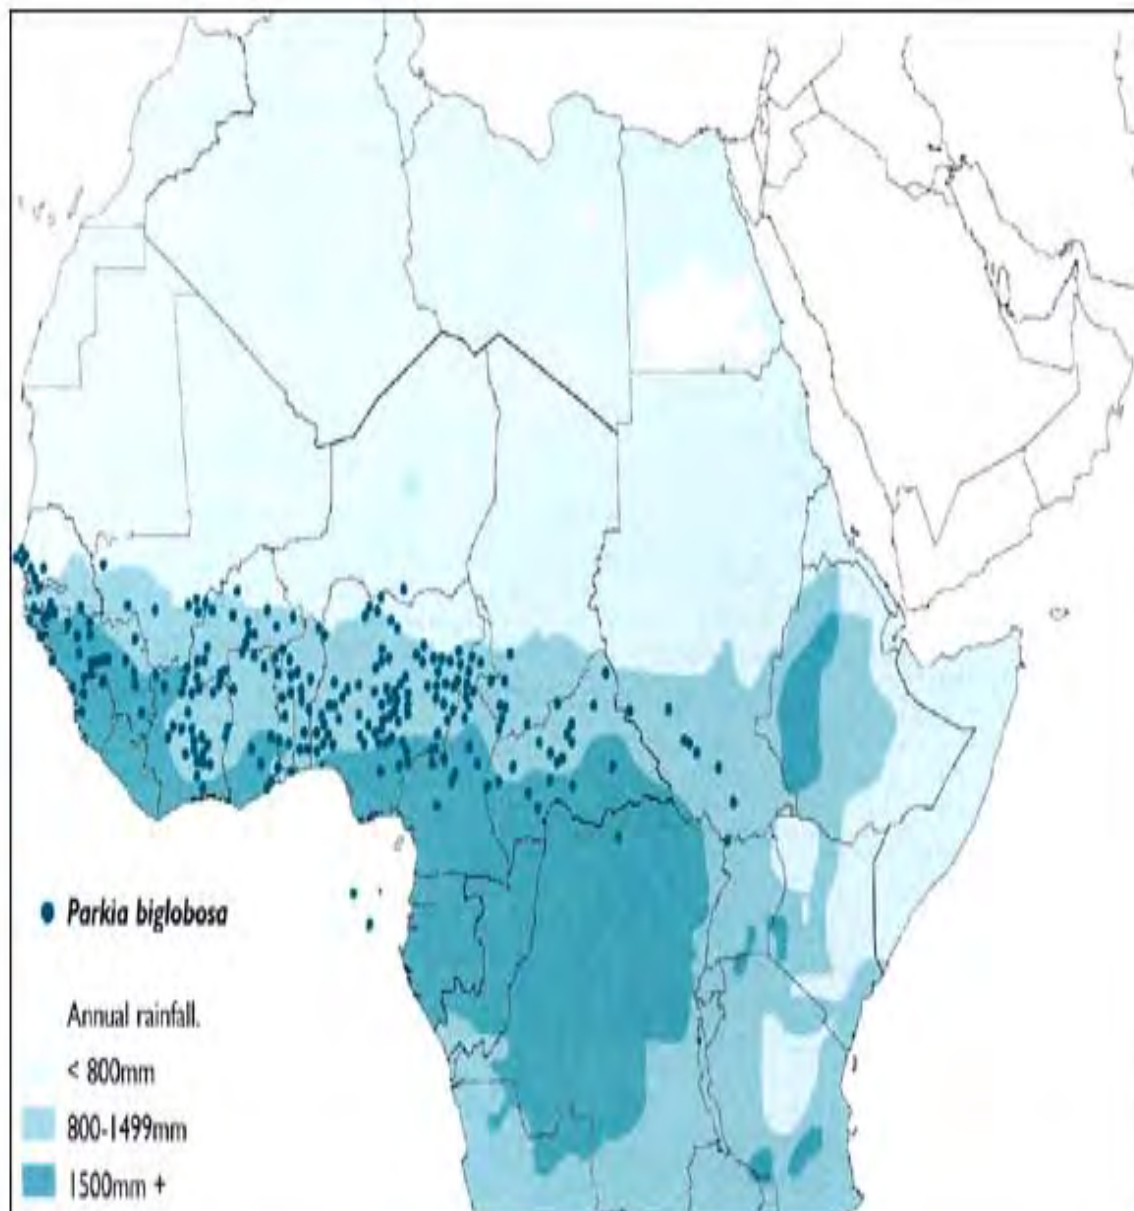 Parkia biglobosa
Annual rainfall.
< 800mm
800-1499mm
1500mm +